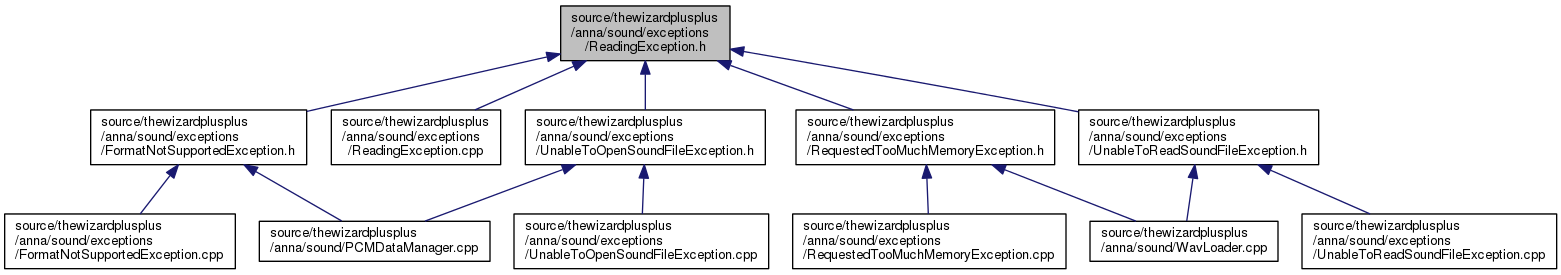 source/thewizardplusplus
/anna/sound/exceptions
/ReadingException.h
source/thewizardplusplus
/anna/sound/exceptions
/FormatNotSupportedException.h
source/thewizardplusplus
/anna/sound/exceptions
/ReadingException.cpp
source/thewizardplusplus
/anna/sound/exceptions
/UnableToOpenSoundFileException.h
source/thewizardplusplus
/anna/sound/exceptions
/RequestedTooMuchMemoryException.h
source/thewizardplusplus
/anna/sound/exceptions
/UnableToReadSoundFileException.h
source/thewizardplusplus
/anna/sound/exceptions
/FormatNotSupportedException.cpp
source/thewizardplusplus
/anna/sound/PCMDataManager.cpp
source/thewizardplusplus
/anna/sound/exceptions
/UnableToOpenSoundFileException.cpp
source/thewizardplusplus
/anna/sound/exceptions
/RequestedTooMuchMemoryException.cpp
source/thewizardplusplus
/anna/sound/WavLoader.cpp
source/thewizardplusplus
/anna/sound/exceptions
/UnableToReadSoundFileException.cpp